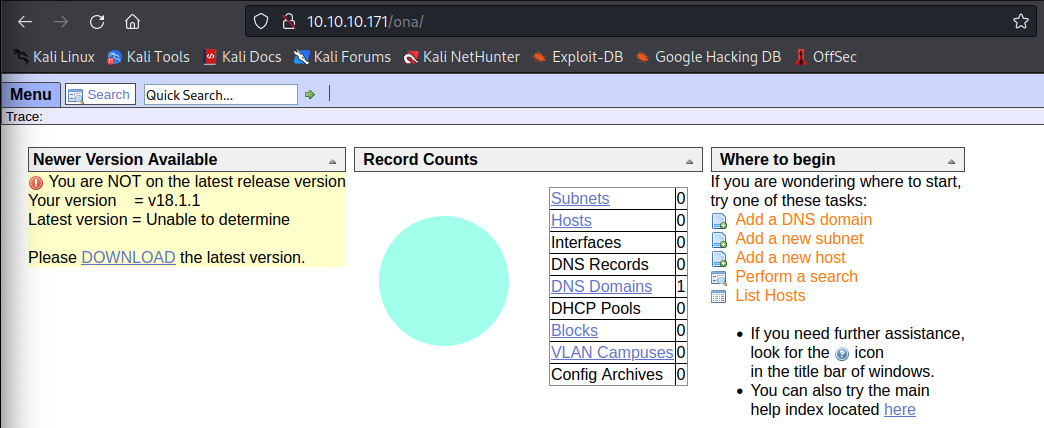 10.10.10.171/ona/
Kali Linux Kali Tools Kali Docs Kali Forums Kali NetHunter Exploit-DB Google Hacking DB OffSec
Menu Search Quick Search...
Trace:
Newer Version Available
You are NOT on the latest release version
Your version = v18.1.1
Latest version = Unable to determine
Please DOWNLOAD the latest version.
Record Counts
Subnets 0
Hosts 0
Interfaces 0
DNS Records 0
DNS Domains 1
DHCP Pools 0
Blocks 0
VLAN Campuses 0
Config Archives 0
Where to begin
If you are wondering where to start,
try one of these tasks:
Add a DNS domain
Add a new subnet
Add a new host
Perform a search
List Hosts
If you need further assistance,
look for the icon
in the title bar of windows.
You can also try the main
help index located here